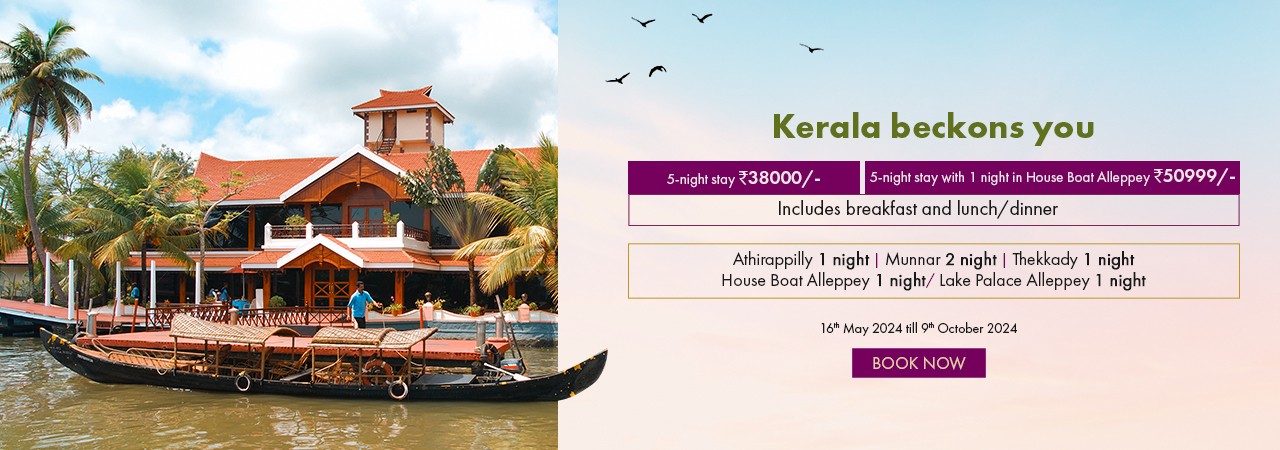 Kerala beckons you
5-night stay ₹38000/-
5-night stay with 1 night in House Boat Alleppey ₹50999/-
Includes breakfast and lunch/dinner
Athirappilly 1 night | Munnar 2 night | Thekkady 1 night
House Boat Alleppey 1 night/ Lake Palace Alleppey 1 night
16th May 2024 till 9th October 2024
BOOK NOW